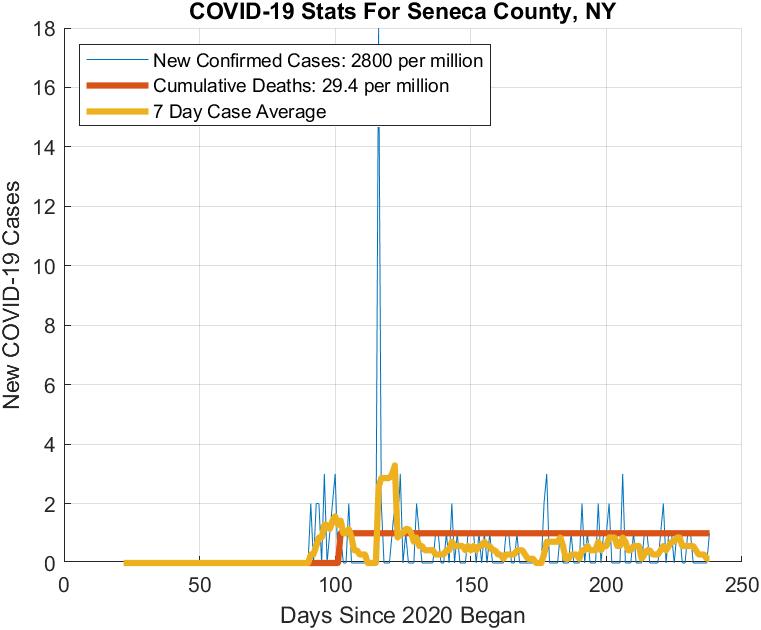 COVID-19 Stats For Seneca County, NY
New Confirmed Cases: 2800 per million
Cumulative Deaths: 29.4 per million
7 Day Case Average
New COVID-19 Cases
18
16
14
12
10
8
6
4
2
0
0 50 100 150 200 250
Days Since 2020 Began